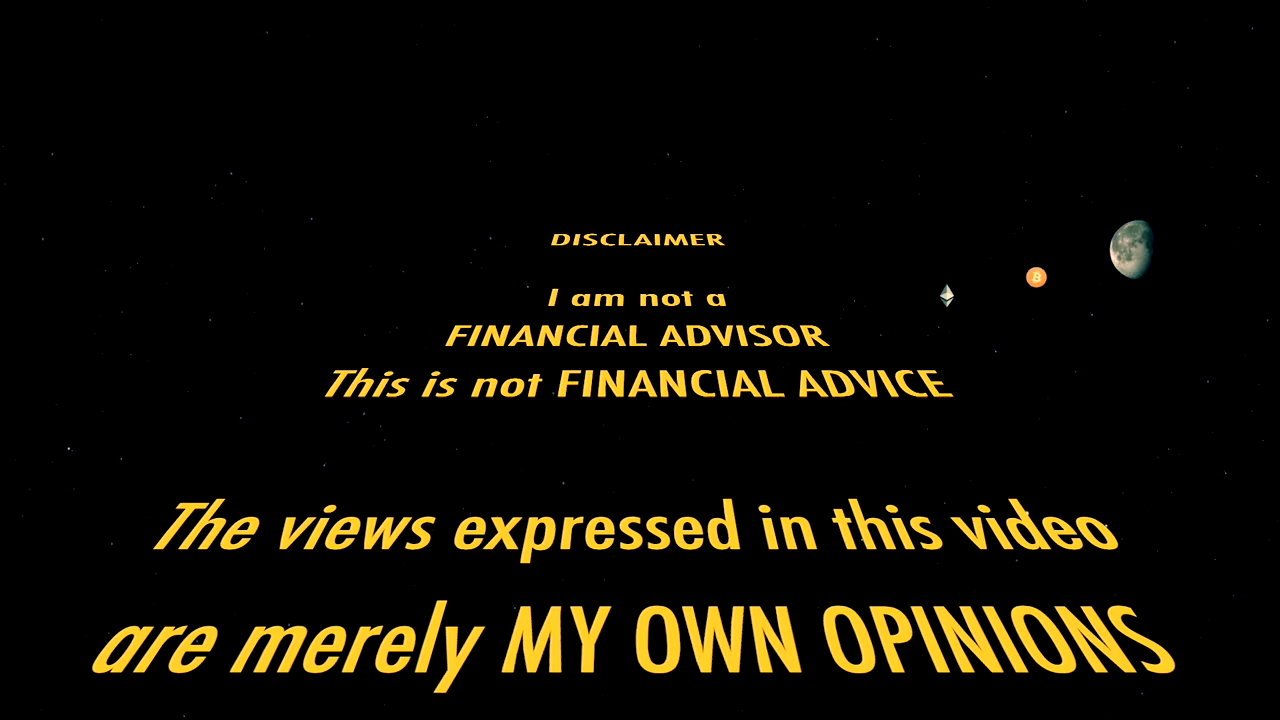 DISCLAIMER
I am not a
FINANCIAL ADVISOR
This is not FINANCIAL ADVICE
The views expressed in this video
are merely MY OWN OPINIONS